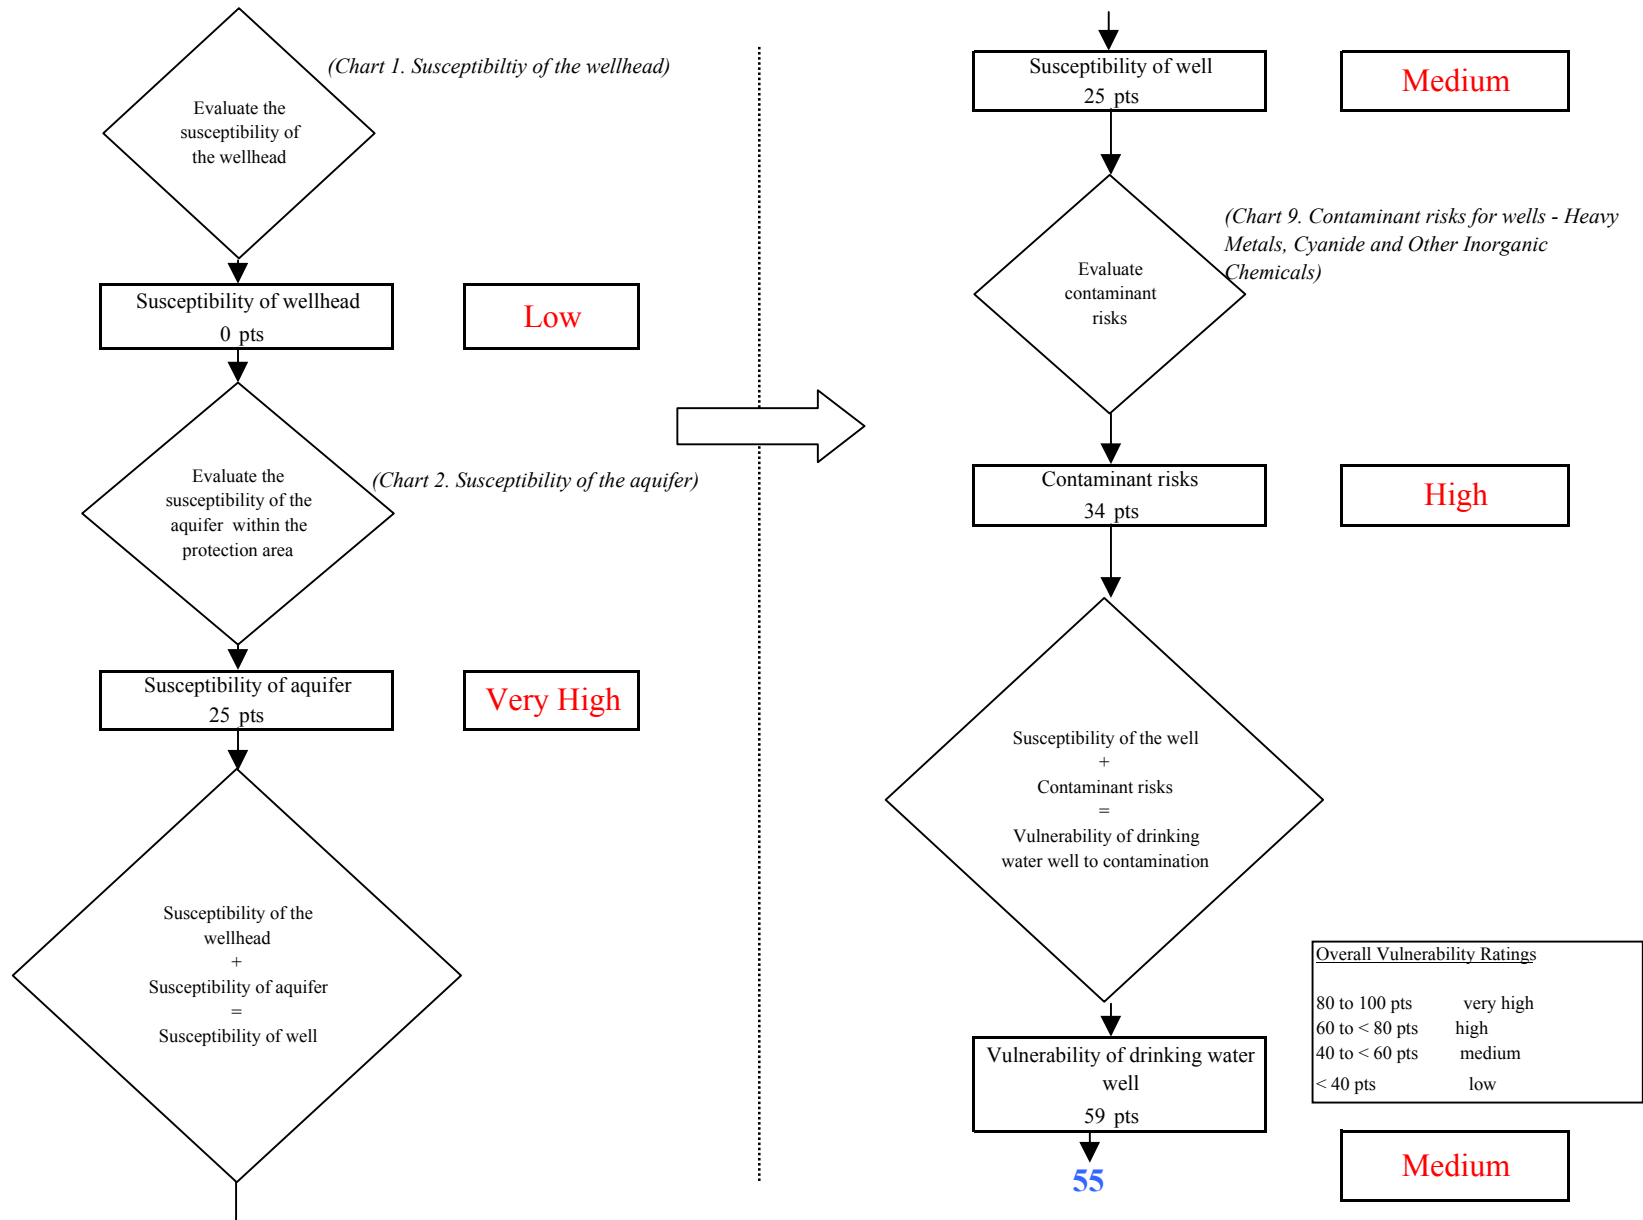 (Chart 1. Susceptibiltiy of the wellhead)
Evaluate the
susceptibility of
the wellhead
Susceptibility of wellhead
0 pts
Low
Evaluate the
susceptibility of the
aquifer within the
protection area
(Chart 2. Susceptibility of the aquifer)
Susceptibility of aquifer
25 pts
Very High
Susceptibility of the
wellhead
+
Susceptibility of aquifer
=
Susceptibility of well
Susceptibility of well
25 pts
Medium
(Chart 9. Contaminant risks for wells - Heavy
Metals, Cyanide and Other Inorganic
Chemicals)
Evaluate
contaminant
risks
Contaminant risks
34 pts
High
Susceptibility of the well
+
Contaminant risks
=
Vulnerability of drinking
water well to contamination
Overall Vulnerability Ratings
80 to 100 pts very high
60 to < 80 pts high
40 to < 60 pts medium
< 40 pts low
Vulnerability of drinking water
well
59 pts
55
Medium